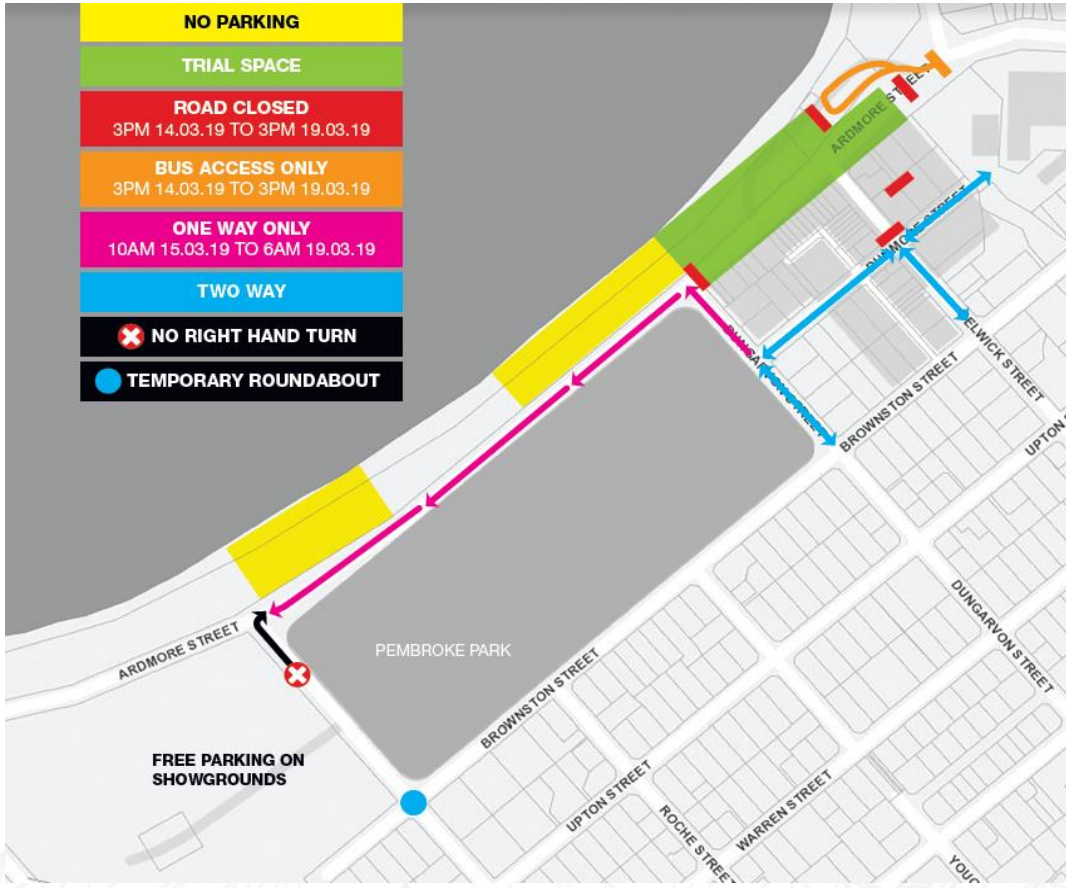 NO PARKING
TRIAL SPACE
ROAD CLOSED
3PM 14.03.19 TO 3PM 19.03.19
BUS ACCESS ONLY
3PM 14.03.19 TO 3PM 19.03.19
ONE WAY ONLY
10AM 15.03.19 TO 6AM 19.03.19
TWO WAY
NO RIGHT HAND TURN
TEMPORARY ROUNDABOUT
ARDMORE STREET
DUNMORE STREET
DUNGARVON STREET
ELWICK STREET
BROWNSTON STREET
UPTON
PEMBROKE PARK
ARDMORE STREET
BROWNSTON STREET
DUNGARVON STREET
FREE PARKING ON
SHOWGROUNDS
UPTON STREET
ROCHE STREET
WARREN STREET